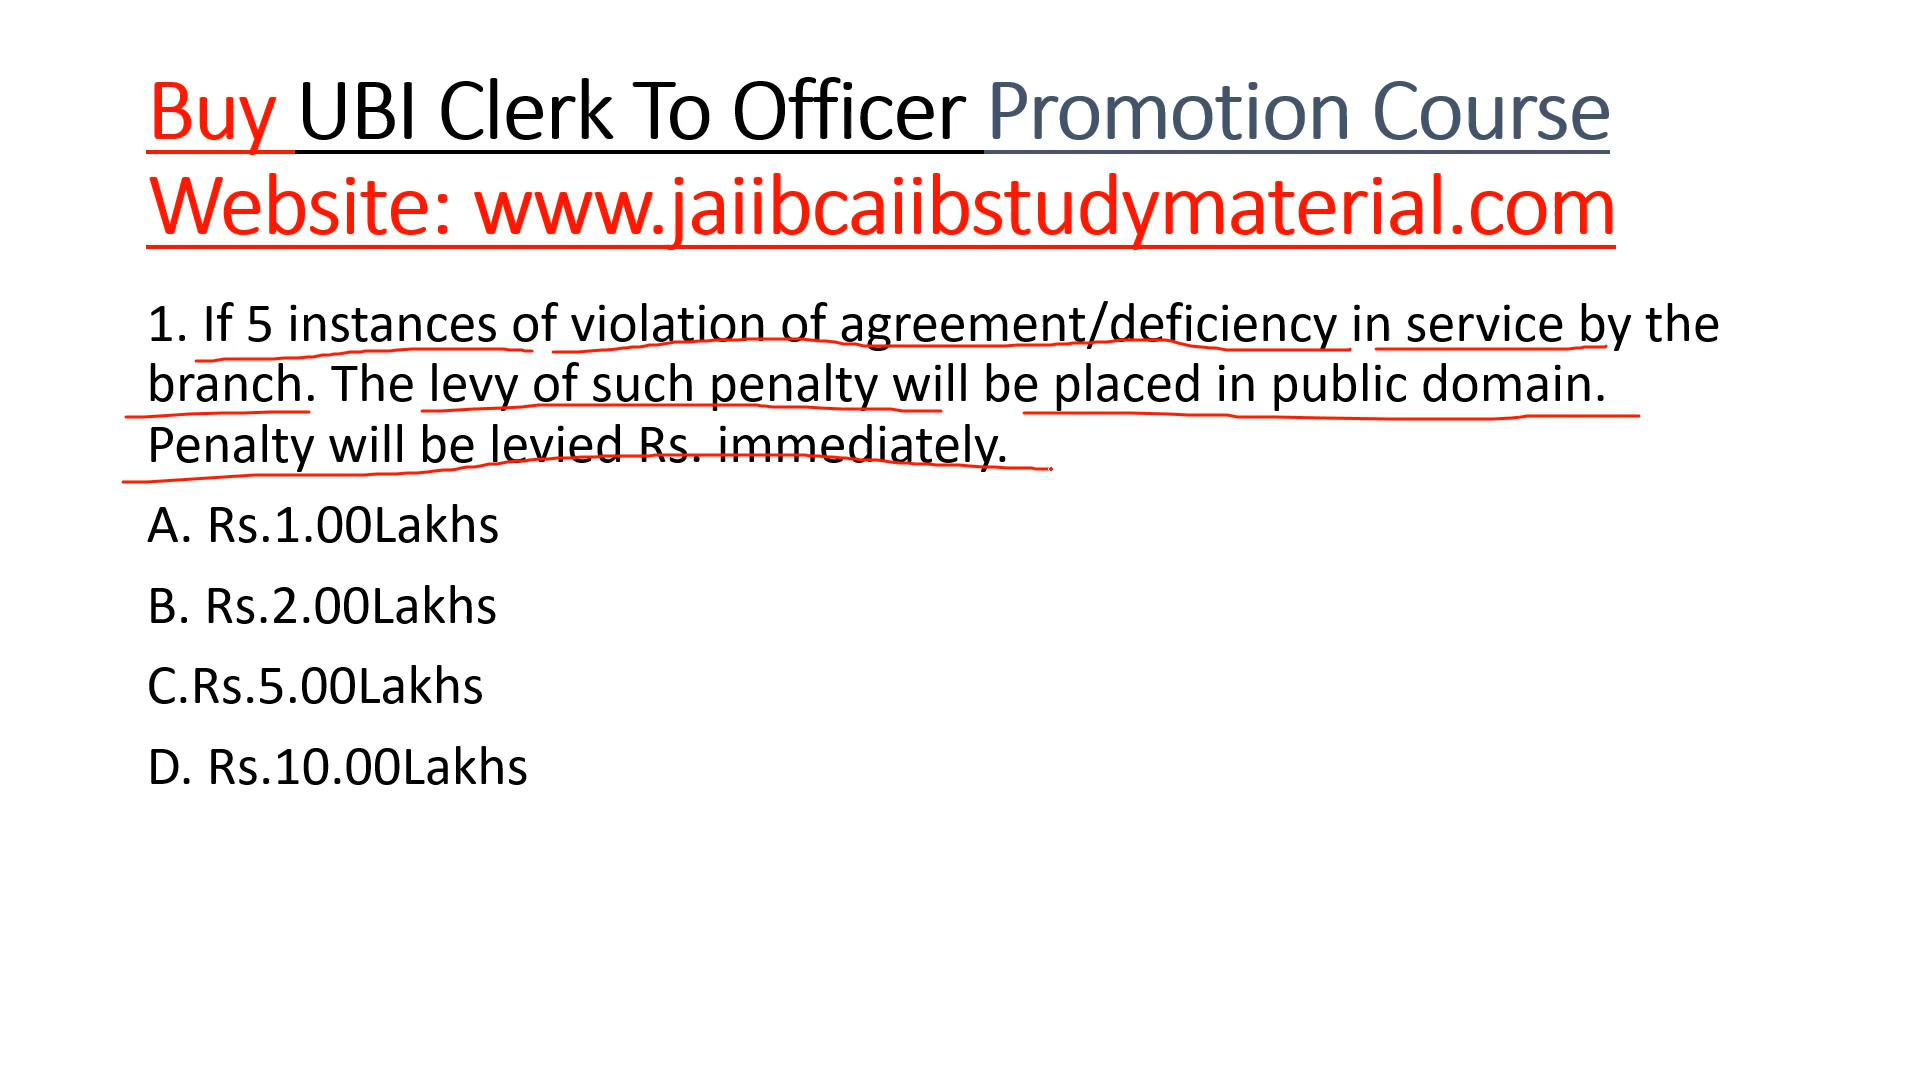 Buy UBI Clerk To Officer Promotion Course
Website: www.jaiibcaiibstudymaterial.com
1. If 5 instances of violation of agreement/deficiency in service by the
branch. The levy of such penalty will be placed in public domain.
Penalty will be levied Rs. immediately.
A. Rs.1.00Lakhs
B. Rs.2.00Lakhs
C.Rs.5.00Lakhs
D. Rs.10.00Lakhs